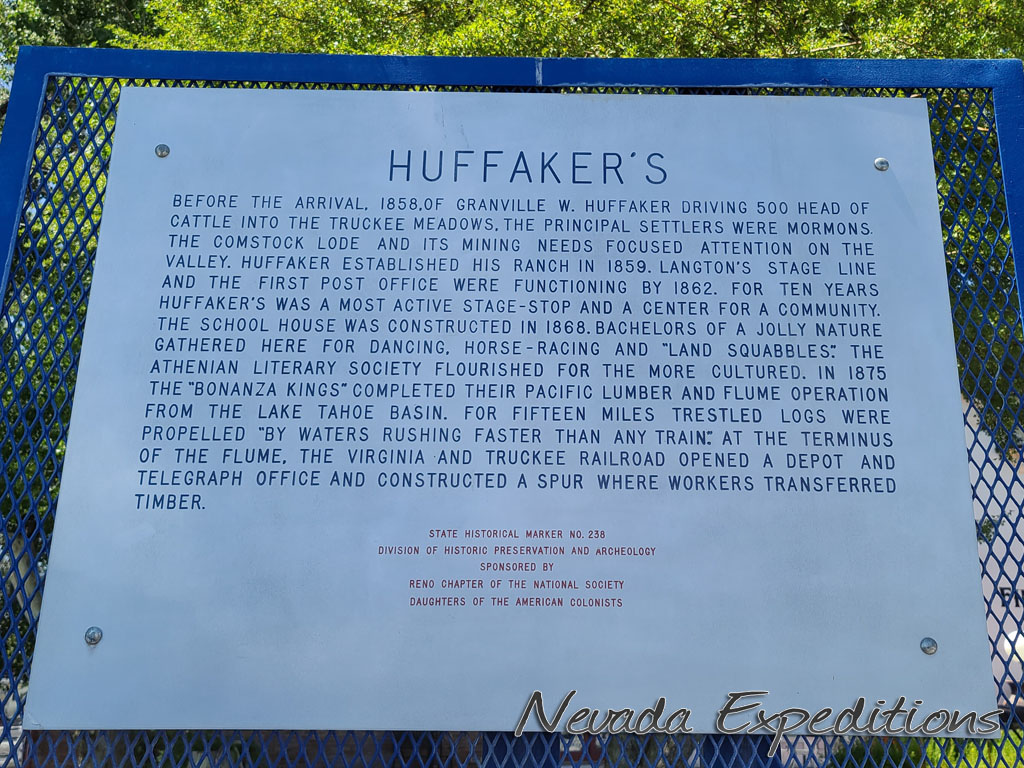 HUFFAKER'S
BEFORE THE ARRIVAL, 1858, OF GRANVILLE W. HUFFAKER DRIVING 500 HEAD OF
CATTLE INTO THE TRUCKEE MEADOWS, THE PRINCIPAL SETTLERS WERE MORMONS.
THE COMSTOCK LODE AND ITS MINING NEEDS FOCUSED ATTENTION ON THE
VALLEY. HUFFAKER ESTABLISHED HIS RANCH IN 1859. LANGTON'S STAGE LINE
AND THE FIRST POST OFFICE WERE FUNCTIONING BY 1862. FOR TEN YEARS
HUFFAKER'S WAS A MOST ACTIVE STAGE-STOP AND A CENTER FOR A COMMUNITY.
THE SCHOOL HOUSE WAS CONSTRUCTED IN 1868. BACHELORS OF A JOLLY NATURE
GATHERED HERE FOR DANCING, HORSE-RACING AND "LAND SQUABBLES". THE
ATHENIAN LITERARY SOCIETY FLOURISHED FOR THE MORE CULTURED. IN 1875
THE "BONANZA KINGS" COMPLETED THEIR PACIFIC LUMBER AND FLUME OPERATION
FROM THE LAKE TAHOE BASIN. FOR FIFTEEN MILES TRESTLED LOGS WERE
PROPELLED "BY WATERS RUSHING FASTER THAN ANY TRAIN". AT THE TERMINUS
OF THE FLUME, THE VIRGINIA AND TRUCKEE RAILROAD OPENED A DEPOT AND
TELEGRAPH OFFICE AND CONSTRUCTED A SPUR WHERE WORKERS TRANSFERRED
TIMBER.
STATE HISTORICAL MARKER NO. 238
DIVISION OF HISTORIC PRESERVATION AND ARCHEOLOGY
SPONSORED BY
RENO CHAPTER OF THE NATIONAL SOCIETY
DAUGHTERS OF THE AMERICAN COLONISTS
Nevada Expeditions